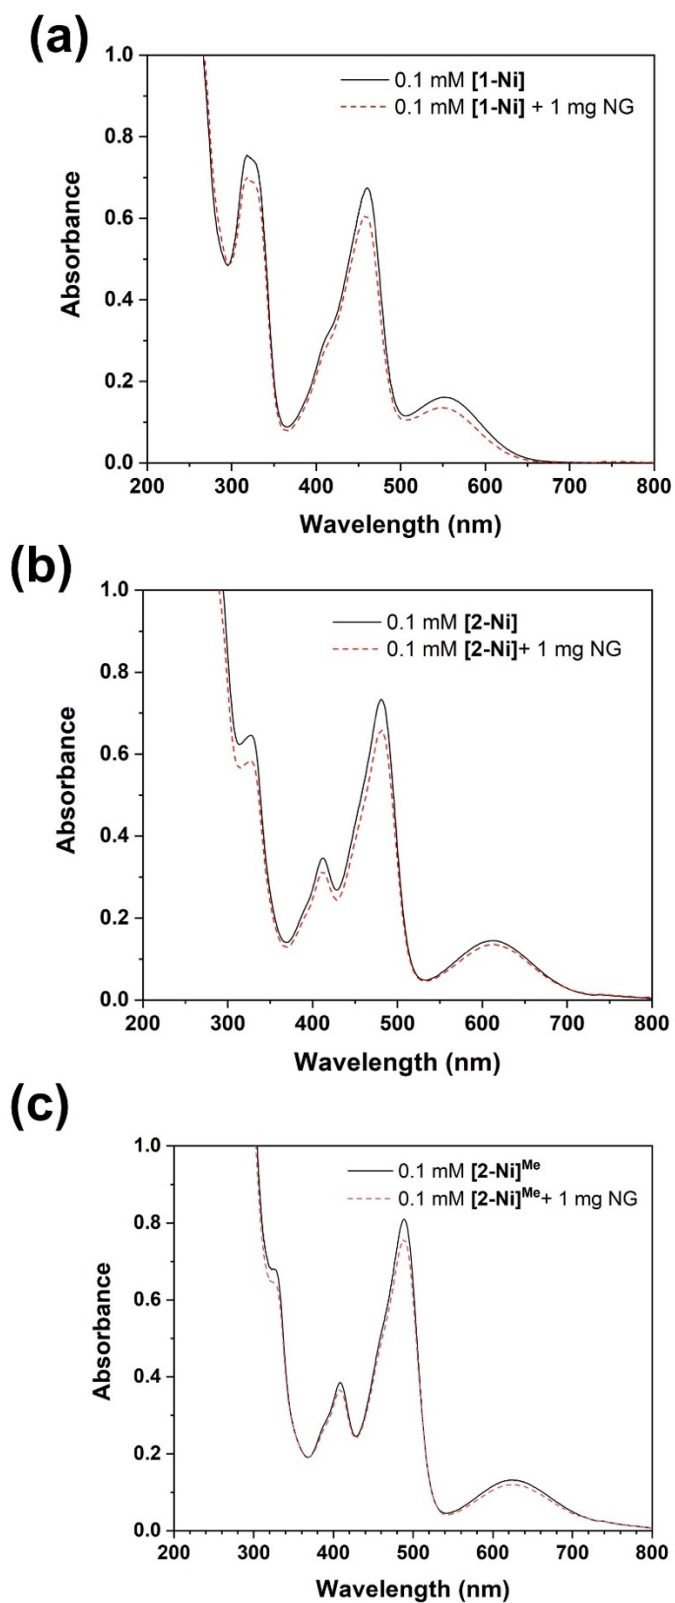 (a)
1.0
0.1 mM [1-Ni]
0.1 mM [1-Ni] + 1 mg NG
0.8
0.6
Absorbance
0.4
0.2
0.0
200 300 400 500 600 700 800
Wavelength (nm)
(b)
1.0
0.1 mM [2-Ni]
0.1 mM [2-Ni]+ 1 mg NG
0.8
0.6
Absorbance
0.4
0.2
0.0
200 300 400 500 600 700 800
Wavelength (nm)
(c)
1.0
0.1 mM [2-Ni]ᴹᵉ
0.1 mM [2-Ni]ᴹᵉ+ 1 mg NG
0.8
0.6
Absorbance
0.4
0.2
0.0
200 300 400 500 600 700 800
Wavelength (nm)